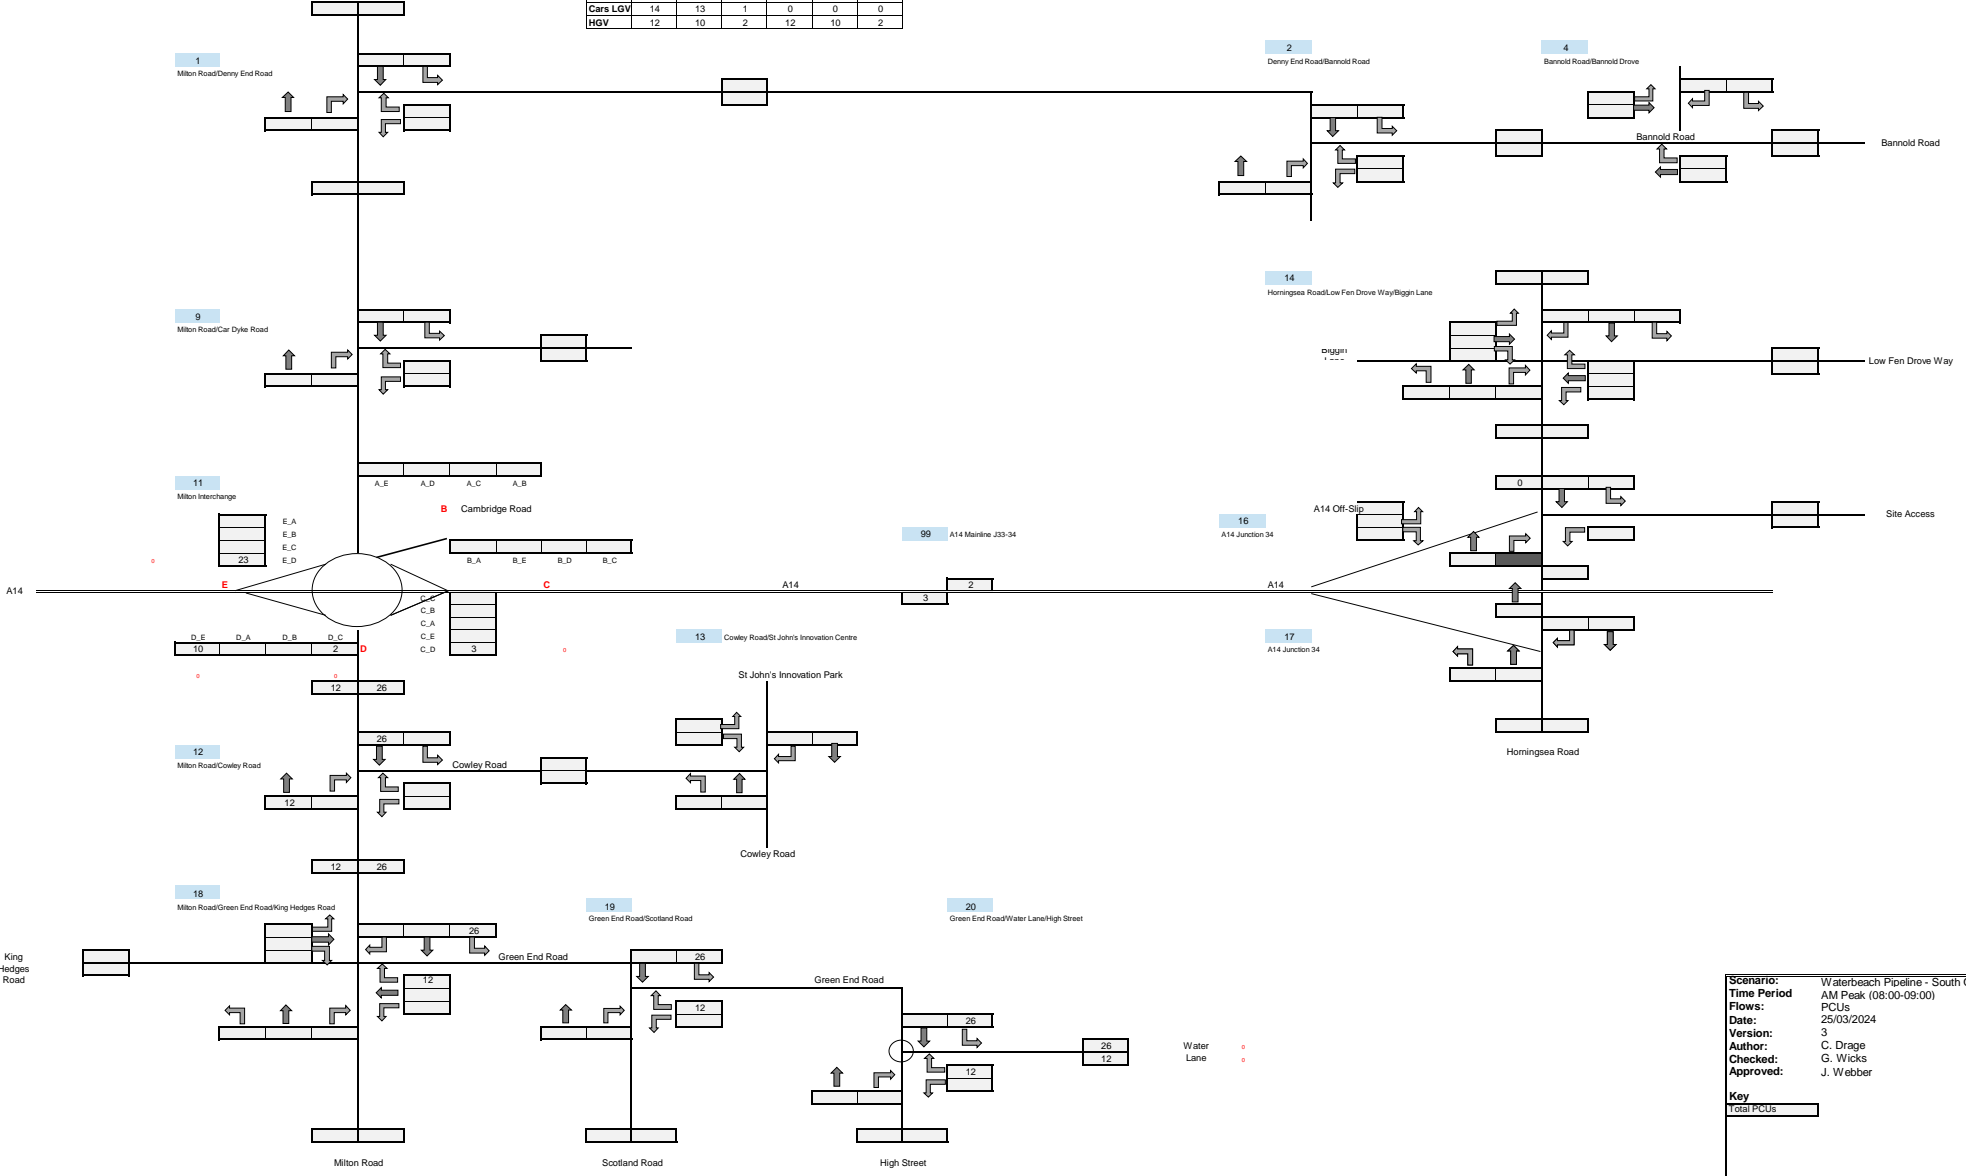 Cars LGV 14 13 1 0 0 0
HGV 12 10 2 12 10 2
1
Milton Road/Denny End Road
2
Denny End Road/Bannold Road
4
Bannold Road/Bannold Drove
Bannold Road
Bannold Road
14
Horningsea Road/Low Fen Drove Way/Biggin Lane
9
Milton Road/Car Dyke Road
Biggin
Low Fen Drove Way
11
Milton Interchange
A_E A_D A_C A_B
B Cambridge Road
E_A
E_B
E_C
23 E_D
0
B_A B_E B_D B_C
99 A14 Mainline J33-34
16
A14 Junction 34
A14 Off-Slip
0
Site Access
A14
E
C
A14
2
3
A14
C_C
C_B
C_A
C_E
C_D 3
0
D_E D_A D_B D_C
10 2 D
0 0
12 26
13 Cowley Road/St John's Innovation Centre
St John's Innovation Park
17
A14 Junction 34
Horningsea Road
12
Milton Road/Cowley Road
26
Cowley Road
12
Cowley Road
12 26
18
Milton Road/Green End Road/King Hedges Road
26
King
Hedges
Road
Green End Road
12
19
Green End Road/Scotland Road
26
12
20
Green End Road/Water Lane/High Street
Green End Road
26
12
26
12
Water 0
Lane 0
Milton Road
Scotland Road
High Street
Scenario: Waterbeach Pipeline - South
Time Period AM Peak (08:00-09:00)
Flows: PCUs
Date: 25/03/2024
Version: 3
Author: C. Drage
Checked: G. Wicks
Approved: J. Webber
Key
Total PCUs